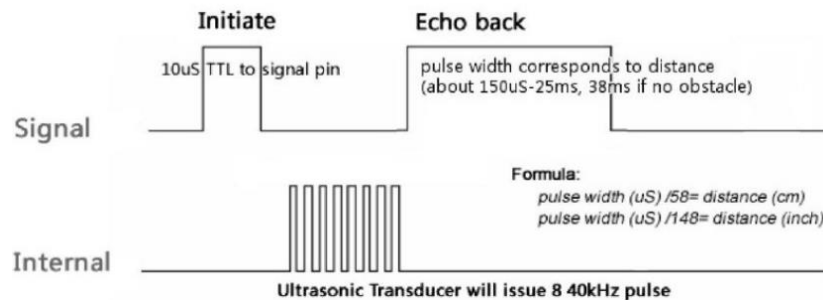 Initiate
Echo back
10uS TTL to signal pin
pulse width corresponds to distance
(about 150uS-25ms, 38ms if no obstacle)
Signal
Formula:
pulse width (uS) /58= distance (cm)
pulse width (uS) /148= distance (inch)
Internal
Ultrasonic Transducer will issue 8 40kHz pulse